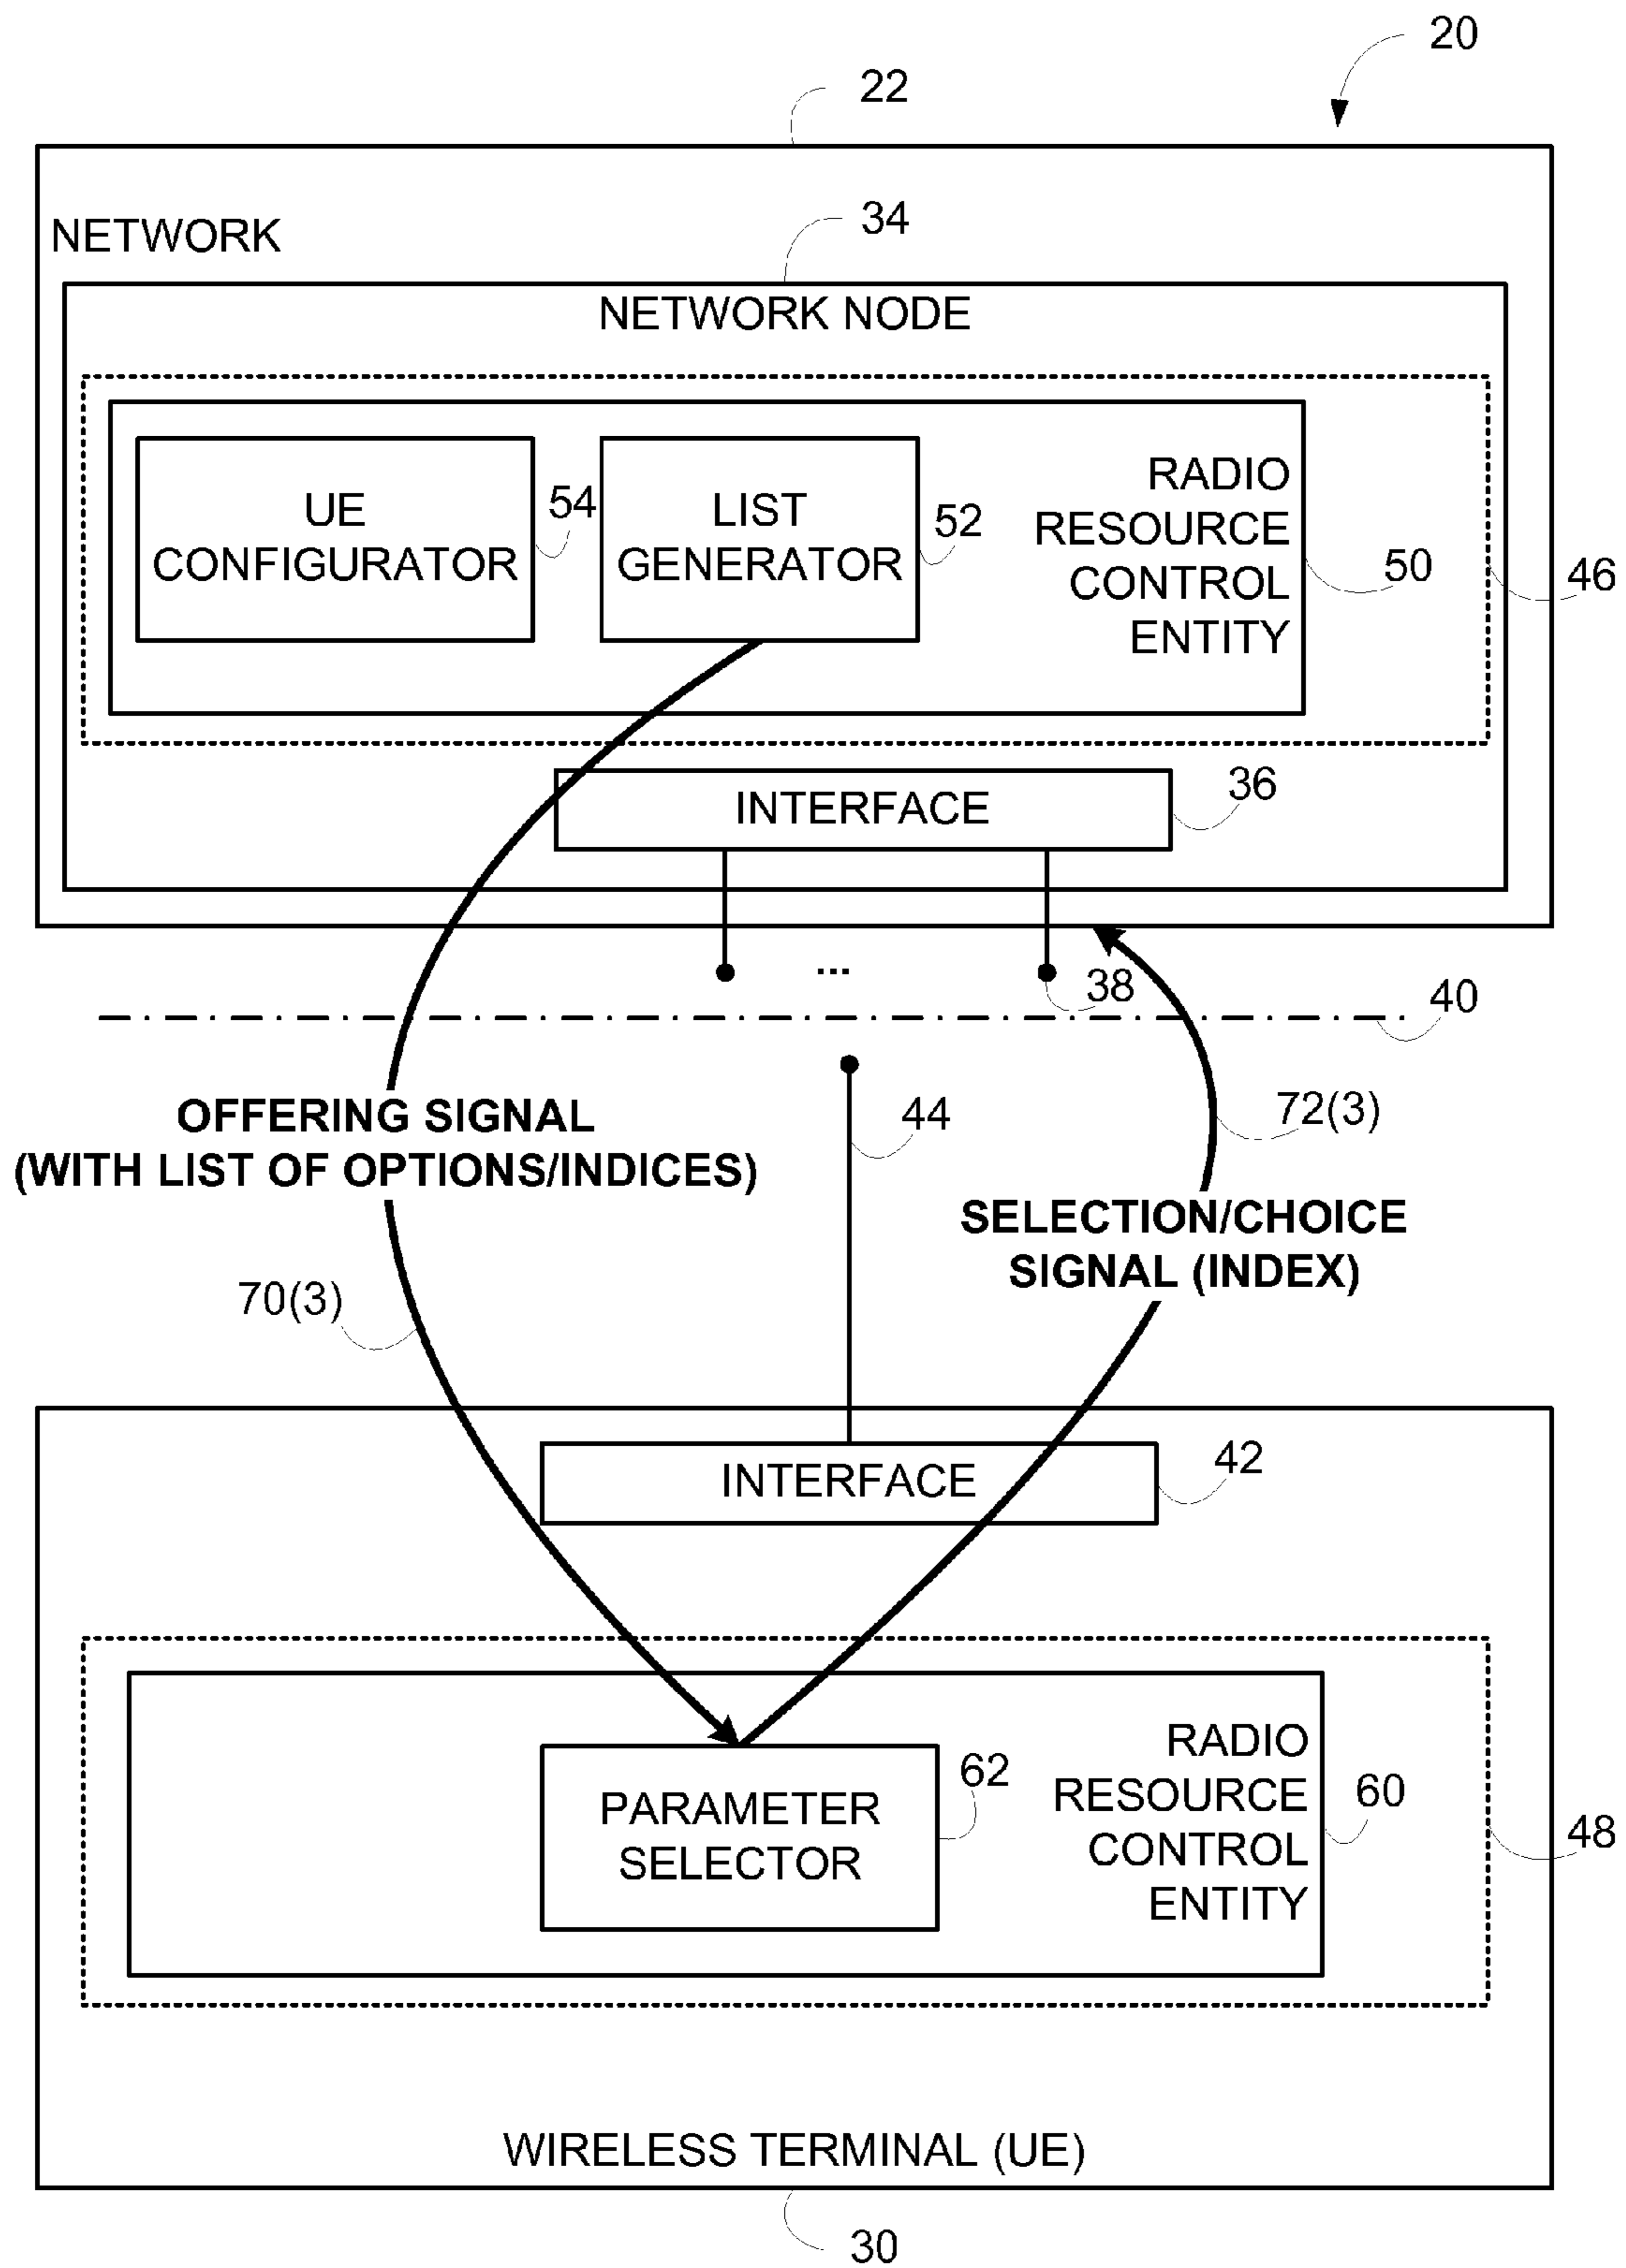 20
22
NETWORK
34
NETWORK NODE
UE
CONFIGURATOR
54
LIST
GENERATOR
52
RADIO
RESOURCE
CONTROL
ENTITY
50
46
INTERFACE
36
...
38
40
OFFERING SIGNAL
(WITH LIST OF OPTIONS/INDICES)
44
72(3)
SELECTION/CHOICE
SIGNAL (INDEX)
70(3)
INTERFACE
42
PARAMETER
SELECTOR
62
RADIO
RESOURCE
CONTROL
ENTITY
60
48
WIRELESS TERMINAL (UE)
30